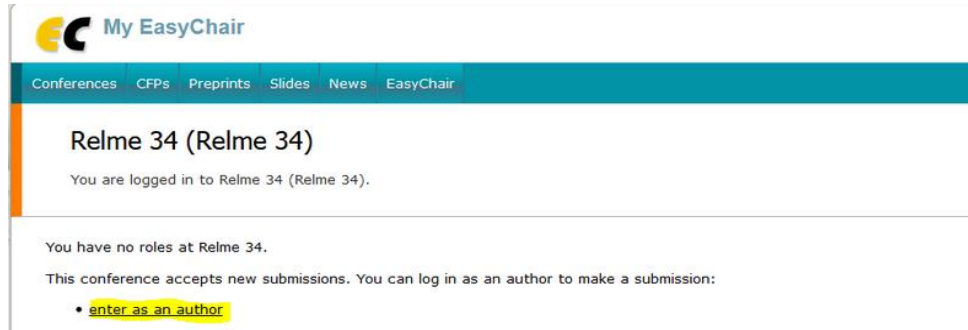 EC My EasyChair
Conferences CFPs Preprints Slides News EasyChair
Relme 34 (Relme 34)
You are logged in to Relme 34 (Relme 34).
You have no roles at Relme 34.
This conference accepts new submissions. You can log in as an author to make a submission:
• enter as an author